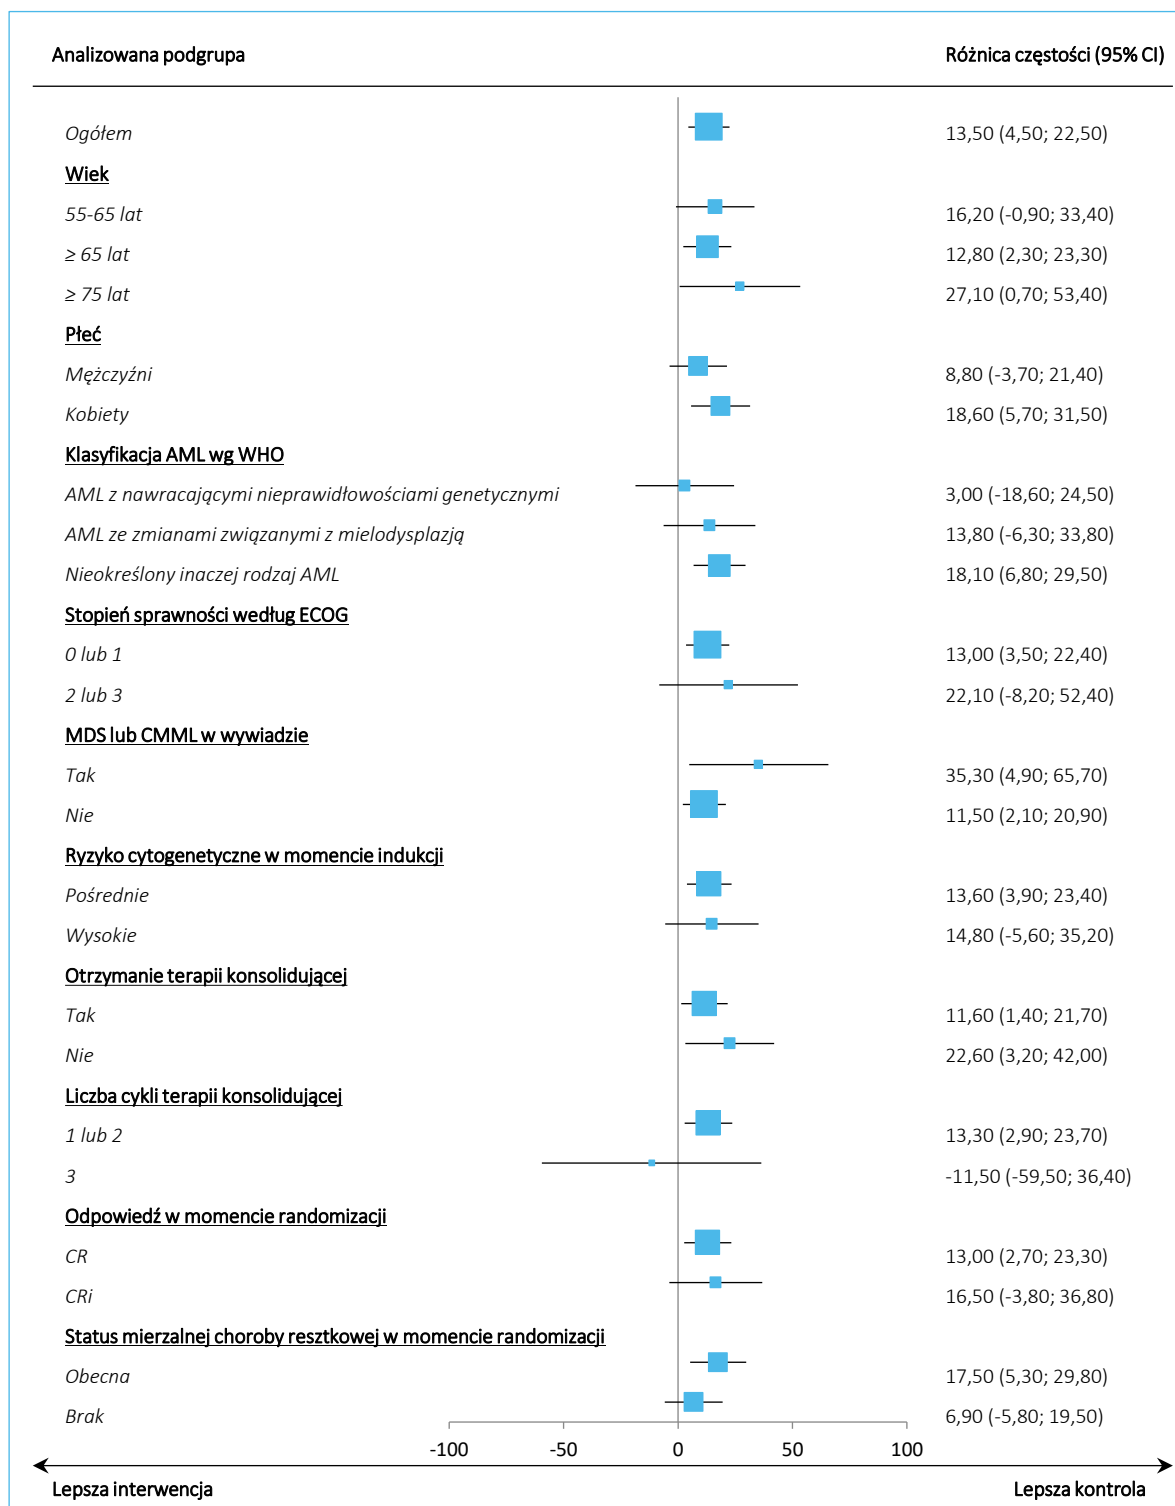 Analizowana podgrupa Różnica częstości (95% CI)
Ogółem 13,50 (4,50; 22,50)
Wiek
55-65 lat 16,20 (-0,90; 33,40)
≥ 65 lat 12,80 (2,30; 23,30)
≥ 75 lat 27,10 (0,70; 53,40)
Płeć
Mężczyźni 8,80 (-3,70; 21,40)
Kobiety 18,60 (5,70; 31,50)
Klasyfikacja AML wg WHO
AML z nawracającymi nieprawidłowościami genetycznymi 3,00 (-18,60; 24,50)
AML ze zmianami związanymi z mielodysplazją 13,80 (-6,30; 33,80)
Nieokreślony inaczej rodzaj AML 18,10 (6,80; 29,50)
Stopień sprawności według ECOG
0 lub 1 13,00 (3,50; 22,40)
2 lub 3 22,10 (-8,20; 52,40)
MDS lub CMML w wywiadzie
Tak 35,30 (4,90; 65,70)
Nie 11,50 (2,10; 20,90)
Ryzyko cytogenetyczne w momencie indukcji
Pośrednie 13,60 (3,90; 23,40)
Wysokie 14,80 (-5,60; 35,20)
Otrzymanie terapii konsolidującej
Tak 11,60 (1,40; 21,70)
Nie 22,60 (3,20; 42,00)
Liczba cykli terapii konsolidującej
1 lub 2 13,30 (2,90; 23,70)
3 -11,50 (-59,50; 36,40)
Odpowiedź w momencie randomizacji
CR 13,00 (2,70; 23,30)
CRi 16,50 (-3,80; 36,80)
Status mierzalnej choroby resztkowej w momencie randomizacji
Obecna 17,50 (5,30; 29,80)
Brak 6,90 (-5,80; 19,50)
-100 -50 0 50 100
Lepsza interwencja Lepsza kontrola